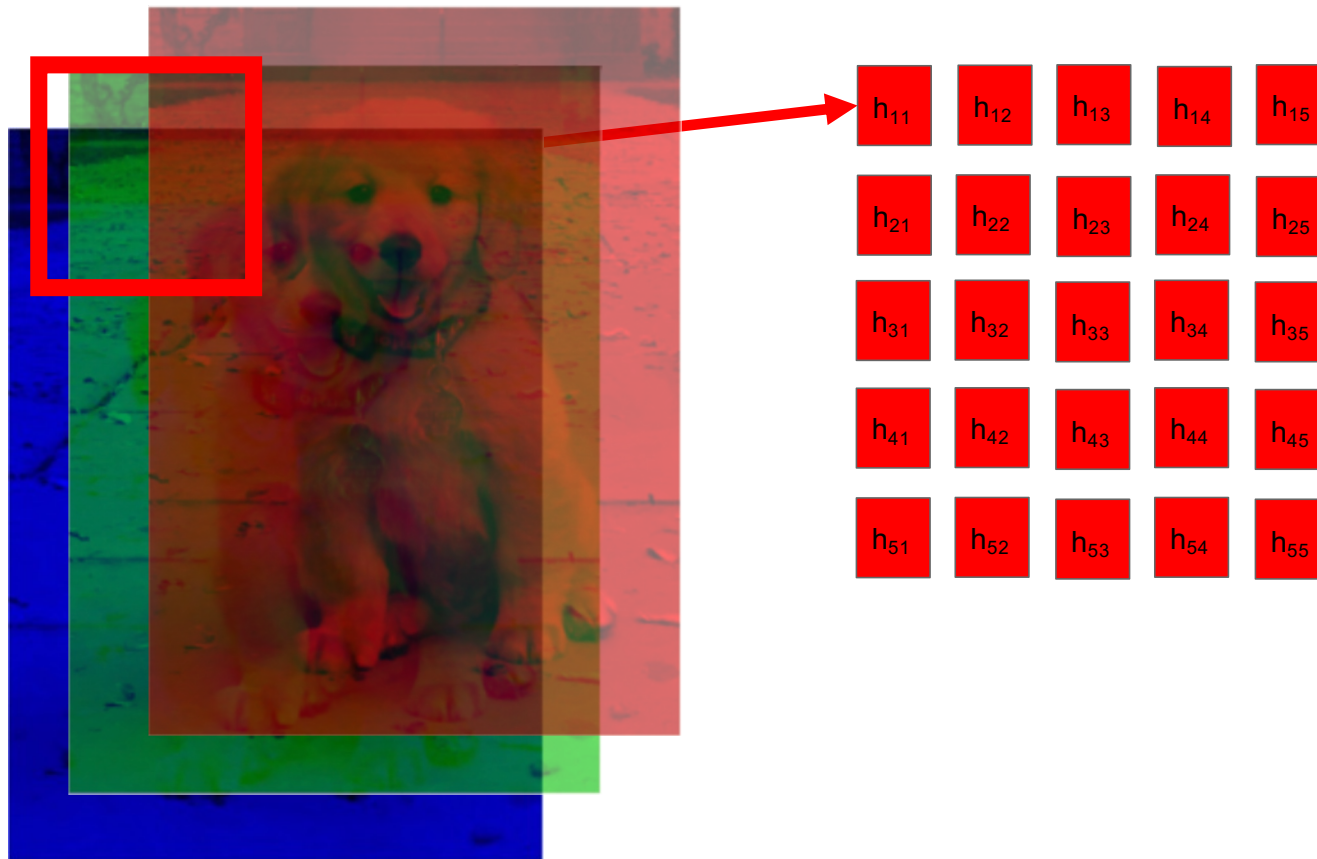 h₁₁ h₁₂ h₁₃ h₁₄ h₁₅
h₂₁ h₂₂ h₂₃ h₂₄ h₂₅
h₃₁ h₃₂ h₃₃ h₃₄ h₃₅
h₄₁ h₄₂ h₄₃ h₄₄ h₄₅
h₅₁ h₅₂ h₅₃ h₅₄ h₅₅